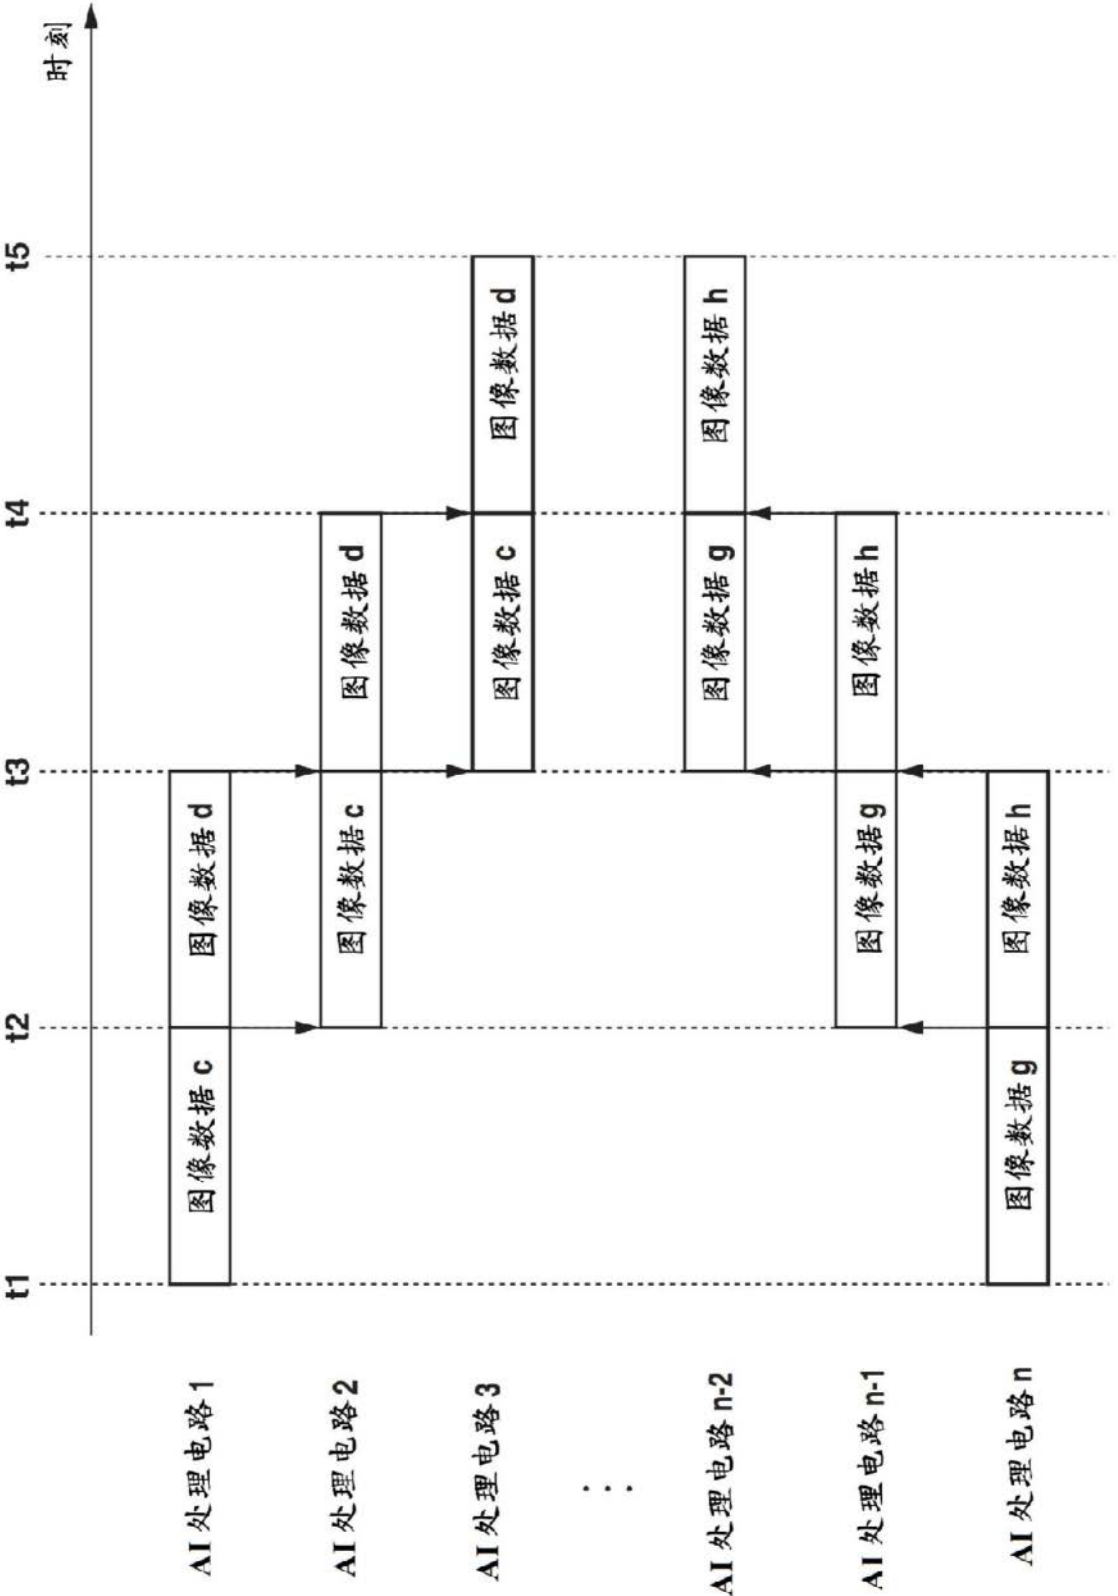 t1
t2
t3
t4
t5
时刻
AI 处理电路1
图像数据 c
图像数据 d
AI 处理电路 2
图像数据c
图像数据 d
AI 处理电路 3
图像数据 c
图像数据 d
⋮
AI 处理电路 n-2
图像数据 g
图像数据 h
AI 处理电路 n-1
图像数据g
图像数据 h
AI 处理电路 n
图像数据 g
图像数据 h